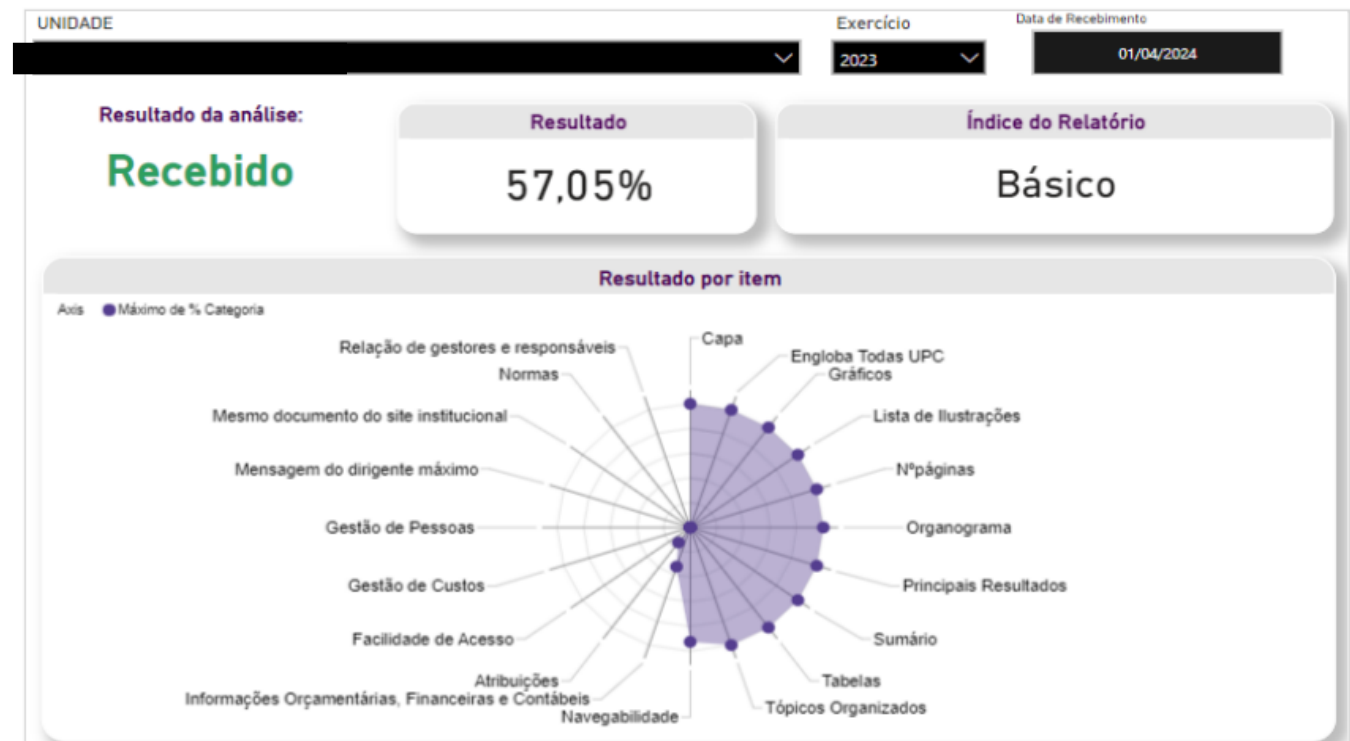 UNIDADE
Exercício
Data de Recebimento
2023
01/04/2024
Resultado da análise:
Recebido
Resultado
57,05%
Índice do Relatório
Básico
Resultado por item
Axis
Máximo de % Categoria
Capa
Engloba Todas UPC
Gráficos
Lista de Ilustrações
Nºpáginas
Organograma
Principais Resultados
Sumário
Tabelas
Tópicos Organizados
Navegabilidade
Informações Orçamentárias, Financeiras e Contábeis
Atribuições
Facilidade de Acesso
Gestão de Custos
Gestão de Pessoas
Mensagem do dirigente máximo
Mesmo documento do site institucional
Normas
Relação de gestores e responsáveis